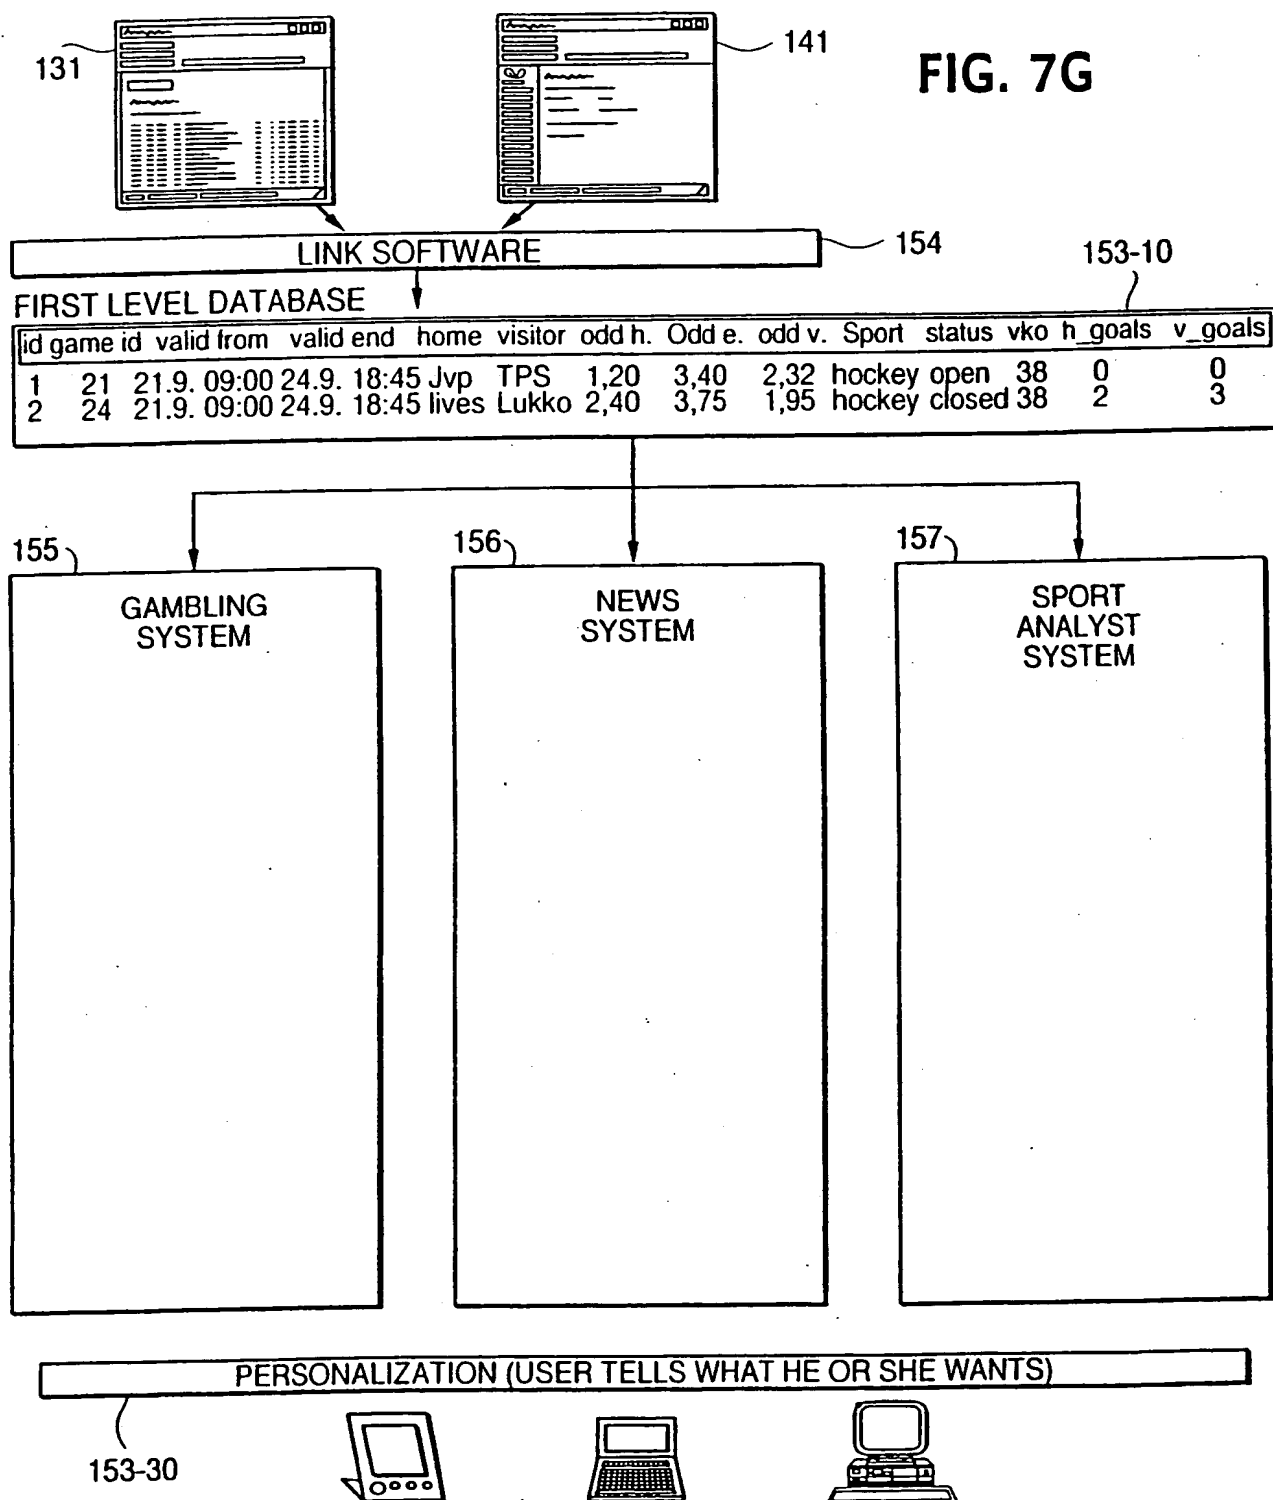 131
141
FIG. 7G
LINK SOFTWARE
154
153-10
FIRST LEVEL DATABASE
id game id valid from valid end home visitor odd h. Odd e. odd v. Sport status vko h_goals v_goals
1 21 21.9. 09:00 24.9. 18:45 Jvp TPS 1,20 3,40 2,32 hockey open 38 0 0
2 24 21.9. 09:00 24.9. 18:45 lives Lukko 2,40 3,75 1,95 hockey closed 38 2 3
155
156
157
GAMBLING
SYSTEM
NEWS
SYSTEM
SPORT
ANALYST
SYSTEM
PERSONALIZATION (USER TELLS WHAT HE OR SHE WANTS)
153-30